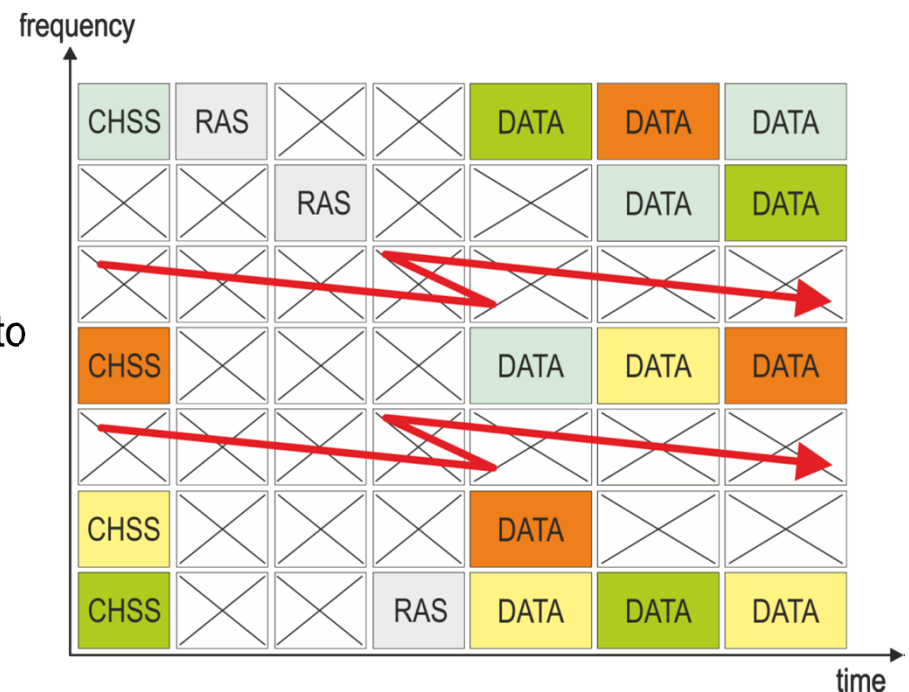 frequency
CHSS RAS DATA DATA DATA
RAS DATA DATA
to
CHSS DATA DATA DATA
CHSS DATA
CHSS RAS DATA DATA DATA
time